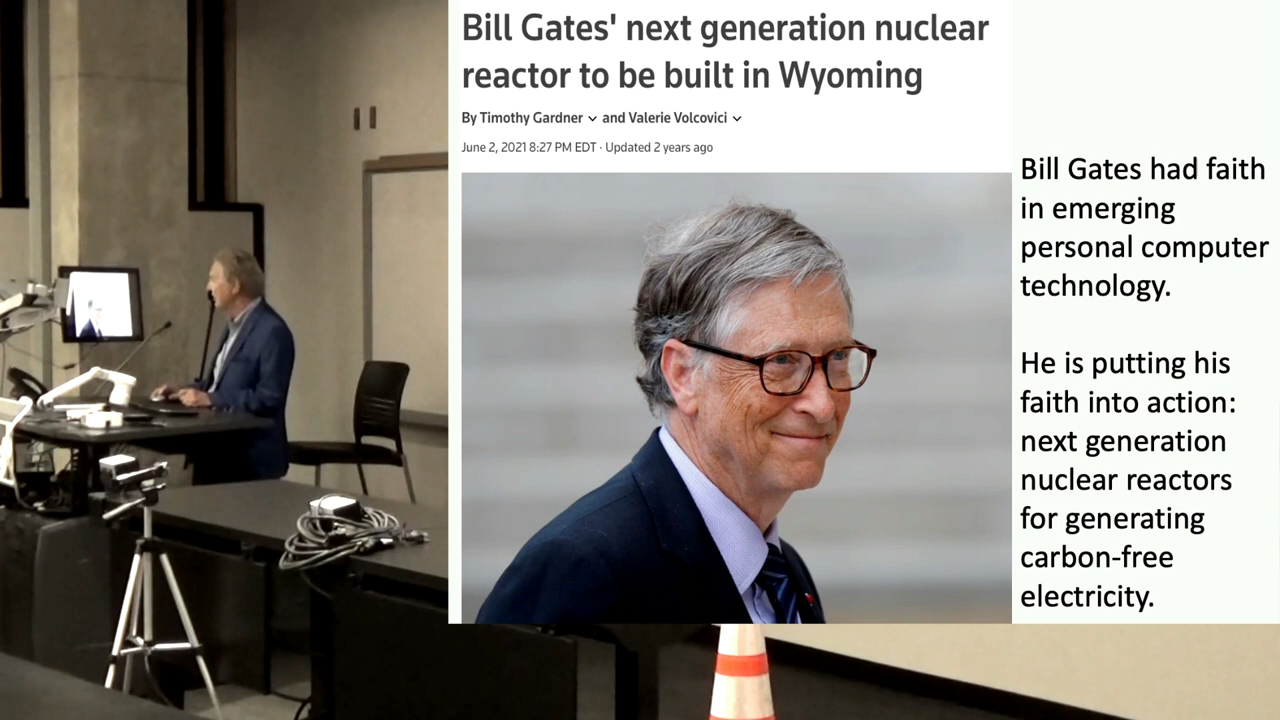 Bill Gates' next generation nuclear
reactor to be built in Wyoming
By Timothy Gardner and Valerie Volcovici
June 2, 2021 8:27 PM EDT · Updated 2 years ago
Bill Gates had faith
in emerging
personal computer
technology.
He is putting his
faith into action:
next generation
nuclear reactors
for generating
carbon-free
electricity.